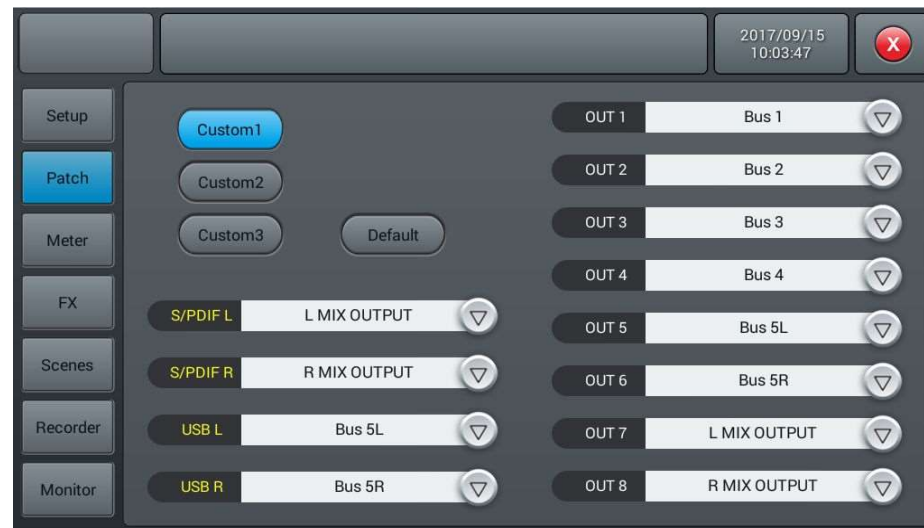 2017/09/15
10:03:47
X
Setup
Patch
Meter
FX
Scenes
Recorder
Monitor
Custom1
Custom2
Custom3
Default
S/PDIF L L MIX OUTPUT
S/PDIF R R MIX OUTPUT
USB L Bus 5L
USB R Bus 5R
OUT 1 Bus 1
OUT 2 Bus 2
OUT 3 Bus 3
OUT 4 Bus 4
OUT 5 Bus 5L
OUT 6 Bus 5R
OUT 7 L MIX OUTPUT
OUT 8 R MIX OUTPUT